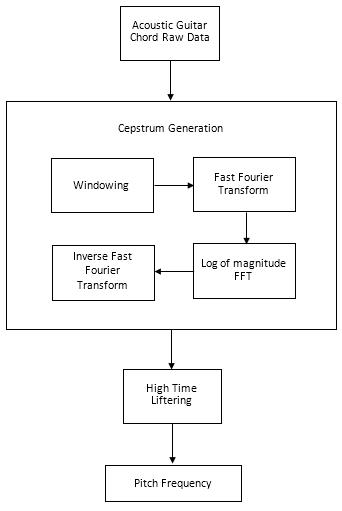 Acoustic Guitar
Chord Raw Data
Cepstrum Generation
Windowing
Fast Fourier
Transform
Log of magnitude
FFT
Inverse Fast
Fourier
Transform
High Time
Liftering
Pitch Frequency